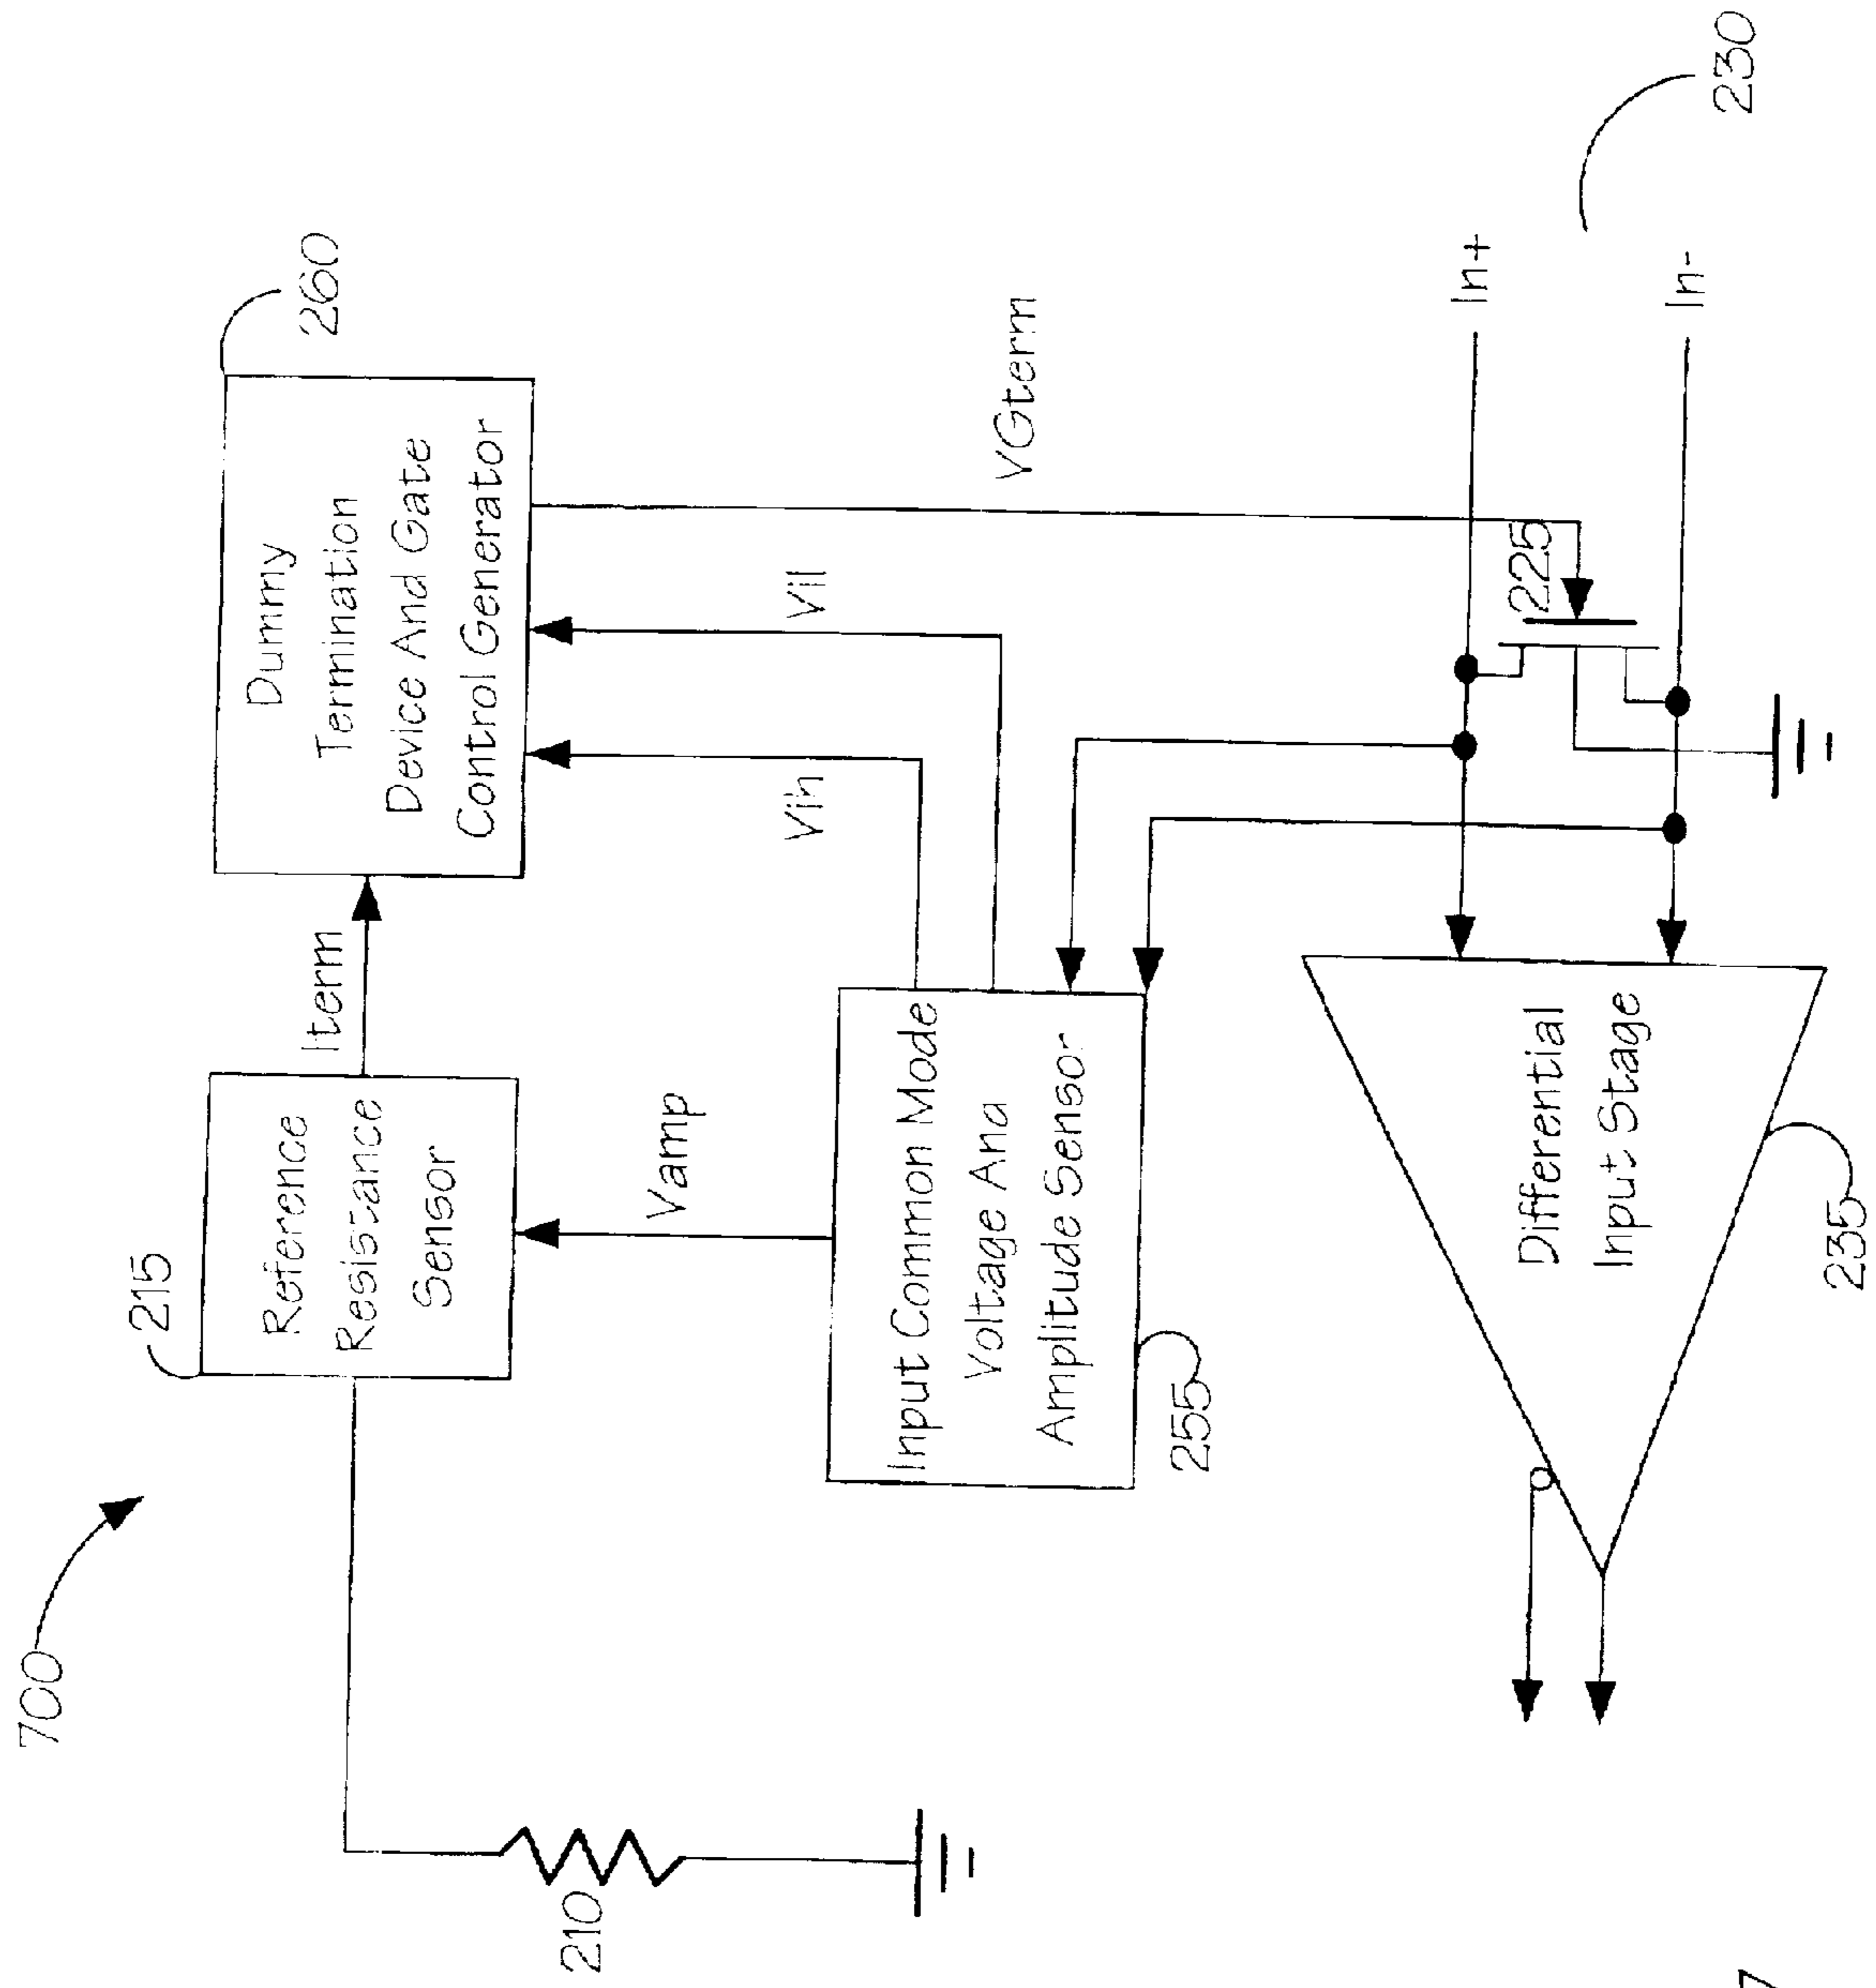 700
215
Reference
Resistance
Sensor
Iterm
260
Dummy
Termination
Device And Gate
Control Generator
210
Vamp
Vih
Vil
VGterm
Input Common Mode
Voltage And
Amplitude Sensor
255
In+
225
In-
230
Differential
Input Stage
235